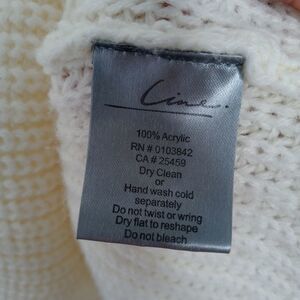 Line.
100% Acrylic
RN # 0103842
CA # 25459
Dry Clean
or
Hand wash cold
separately
Do not twist or wring
Dry flat to reshape
Do not bleach